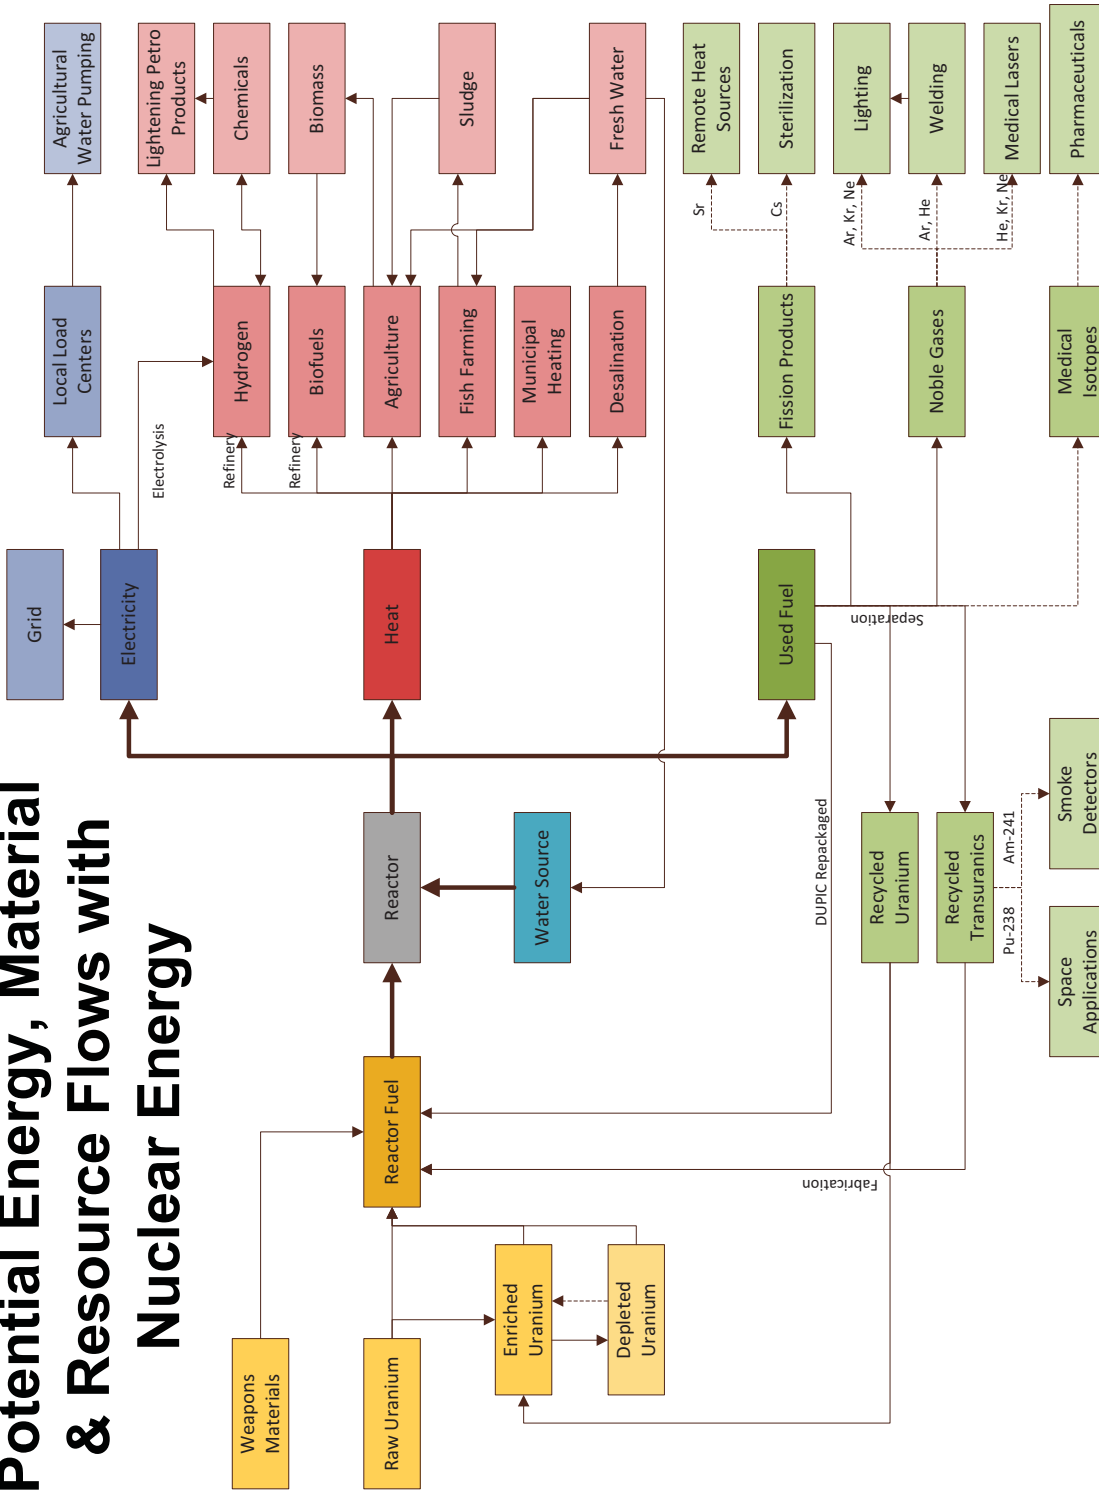 Potential Energy, Material
& Resource Flows with
Nuclear Energy
Grid
Local Load
Centers
Agricultural
Water Pumping
Electricity
Electrolysis
Lightening Petro
Products
Refinery
Hydrogen
Chemicals
Weapons
Materials
Refinery
Biofuels
Biomass
Raw Uranium
Reactor Fuel
Reactor
Heat
Agriculture
Fish Farming
Sludge
Enriched
Uranium
Water Source
Municipal
Heating
Depleted
Uranium
Desalination
Fresh Water
Sr
Remote Heat
Sources
Used Fuel
Fission Products
Cs
Sterilization
DUPIC Repackaged
Fabrication
Separation
Recycled
Uranium
Ar, Kr, Ne
Lighting
Recycled
Transuranics
Noble Gases
Ar, He
Welding
He, Kr, Ne
Medical Lasers
Pu-238
Am-241
Space
Applications
Smoke
Detectors
Medical
Isotopes
Pharmaceuticals